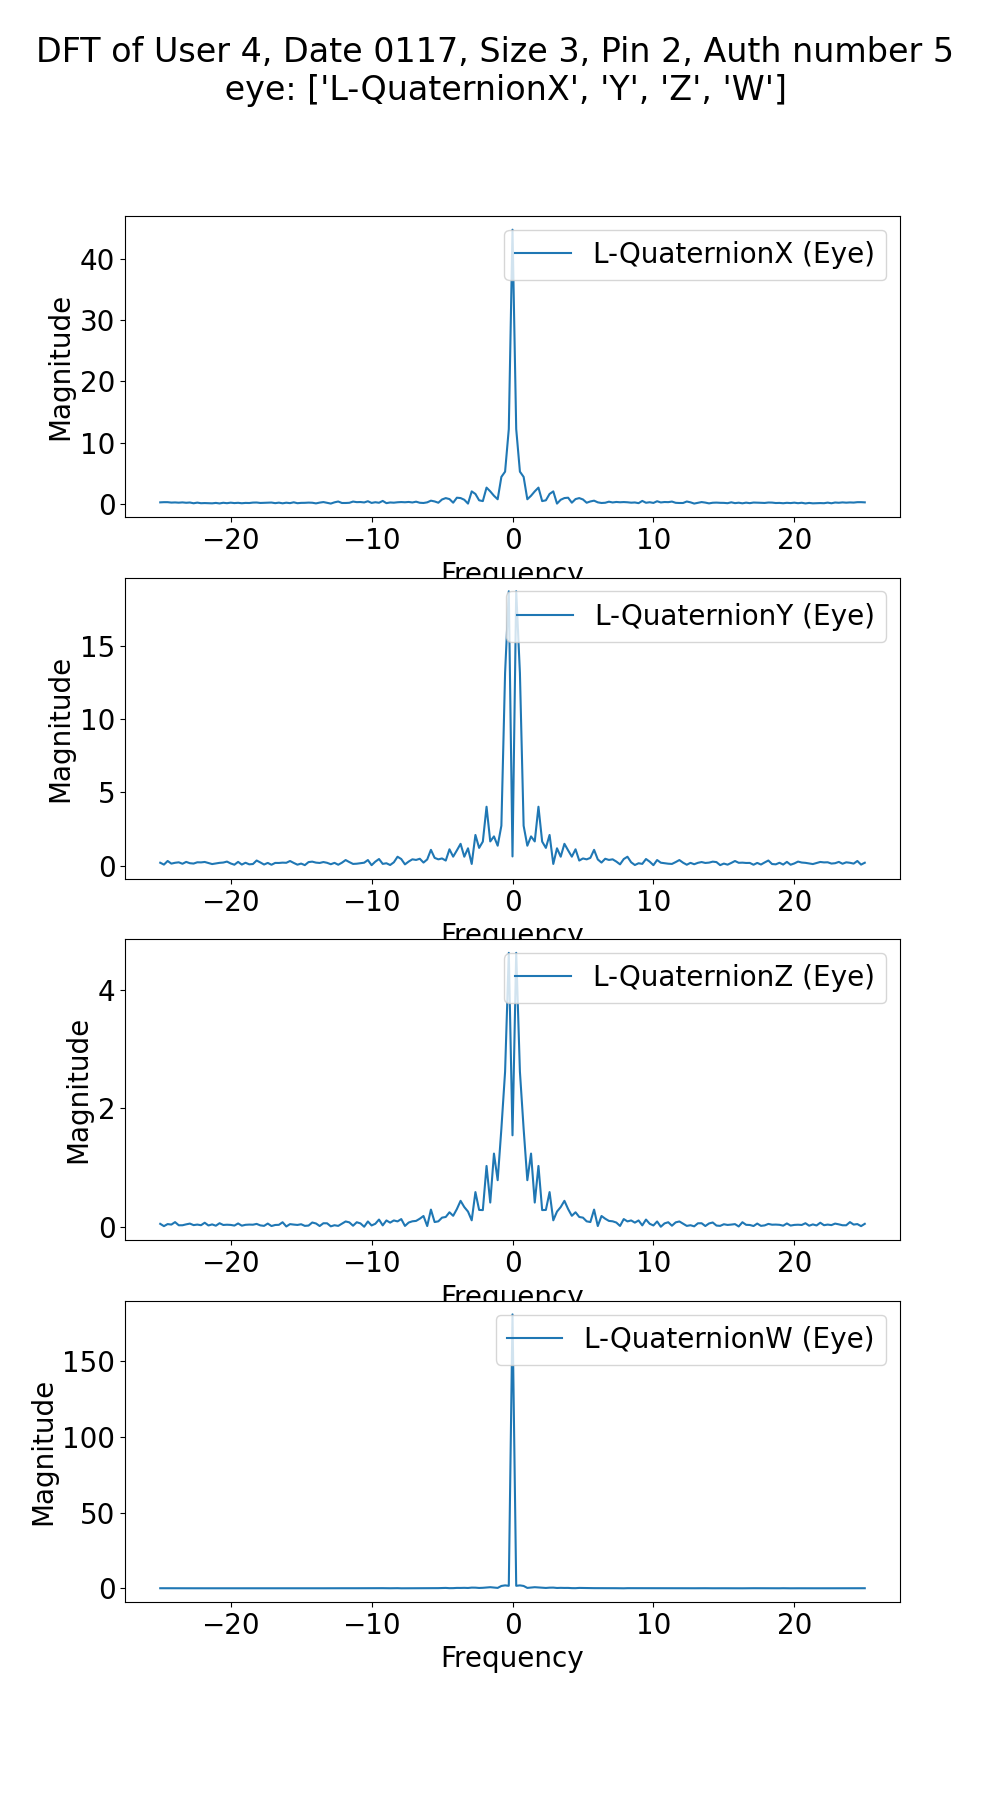 DFT of User 4, Date 0117, Size 3, Pin 2, Auth number 5
eye: ['L-QuaternionX', 'Y', 'Z', 'W']
L-QuaternionX (Eye)
Magnitude
40
30
20
10
0
−20 −10 0 10 20
Frequency
L-QuaternionY (Eye)
Magnitude
15
10
5
0
−20 −10 0 10 20
Frequency
L-QuaternionZ (Eye)
Magnitude
4
2
0
−20 −10 0 10 20
Frequency
L-QuaternionW (Eye)
Magnitude
150
100
50
0
−20 −10 0 10 20
Frequency